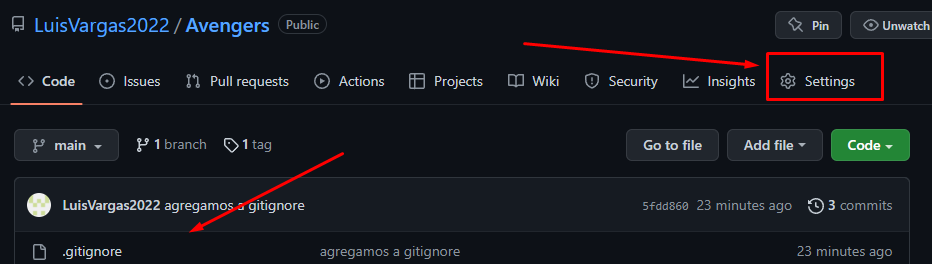 LuisVargas2022 / Avengers Public Pin Unwatch
Code Issues Pull requests Actions Projects Wiki Security Insights Settings
main 1 branch 1 tag Go to file Add file Code
LuisVargas2022 agregamos a gitignore 5fdd860 23 minutes ago 3 commits
.gitignore agregamos a gitignore 23 minutes ago